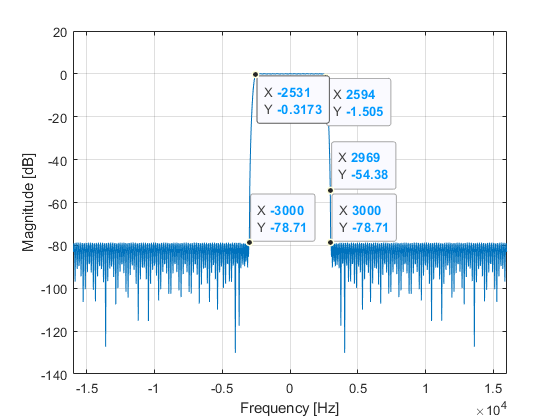 20
0
-20
-40
-60
-80
-100
-120
-140
Magnitude [dB]
X -2531
Y -0.3173
X 2594
Y -1.505
X 2969
Y -54.38
X -3000
Y -78.71
X 3000
Y -78.71
-1.5 -1 -0.5 0 0.5 1 1.5
Frequency [Hz]
×10⁴